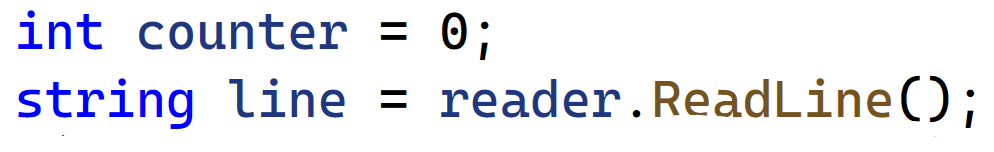 int counter = 0;
string line = reader.ReadLine();